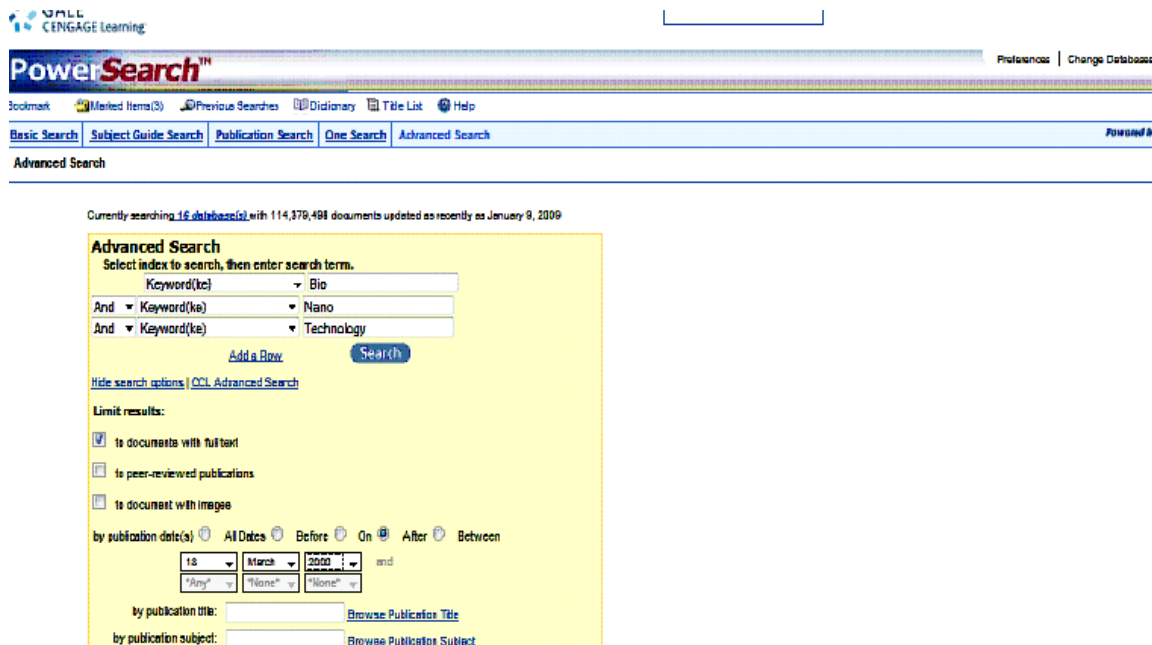 GALE
CENGAGE Learning
PowerSearch™
Preferences | Change Databases
Bookmark Marked Items(3) Previous Searches Dictionary Title List Help
Basic Search Subject Guide Search Publication Search One Search Advanced Search Powered
Advanced Search
Currently searching 16 database(s) with 114,379,498 documents updated as recently as January 9, 2009
Advanced Search
Select index to search, then enter search term.
Keyword(ke) Bio
And Keyword(ke) Nano
And Keyword(ke) Technology
Add a Row Search
Hide search options | CCL Advanced Search
Limit results:
to documents with full text
to peer-reviewed publications
to document with images
by publication date(s) All Dates Before On After Between
18 March 2000 and
*Any* *None* *None*
by publication title: Browse Publication Title
by publication subject: Browse Publication Subject